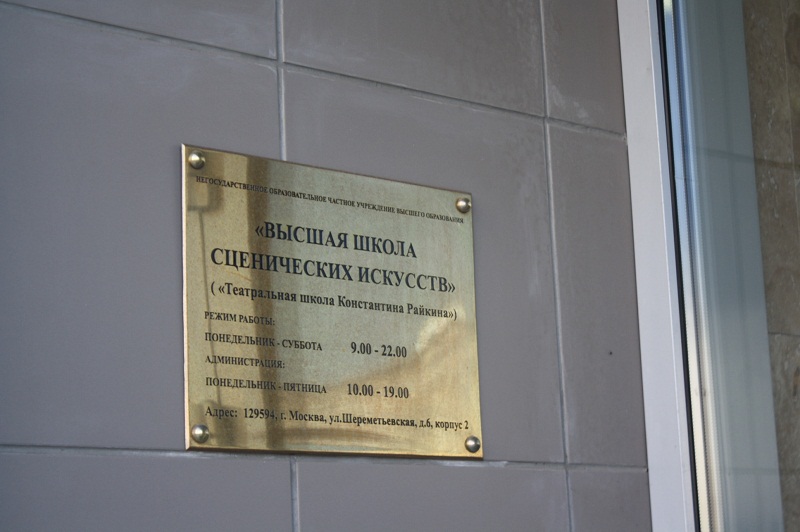 НЕГОСУДАРСТВЕННОЕ ОБРАЗОВАТЕЛЬНОЕ ЧАСТНОЕ УЧРЕЖДЕНИЕ ВЫСШЕГО ОБРАЗОВАНИЯ
«ВЫСШАЯ ШКОЛА
СЦЕНИЧЕСКИХ ИСКУССТВ»
( «Театральная школа Константина Райкина»)
РЕЖИМ РАБОТЫ:
ПОНЕДЕЛЬНИК - СУББОТА 9.00 - 22.00
АДМИНИСТРАЦИЯ:
ПОНЕДЕЛЬНИК - ПЯТНИЦА 10.00 - 19.00
Адрес: 129594, г. Москва, ул.Шереметьевская, д.6, корпус 2